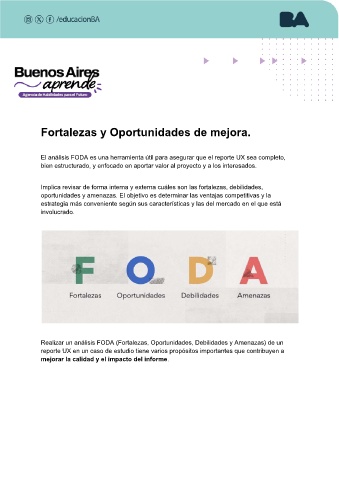 /educacionBA
BA
Buenos Aires
aprende
Agencia de Habilidades para el Futuro
Fortalezas y Oportunidades de mejora.
El análisis FODA es una herramienta útil para asegurar que el reporte UX sea completo,
bien estructurado, y enfocado en aportar valor al proyecto y a los interesados.
Implica revisar de forma interna y externa cuáles son las fortalezas, debilidades,
oportunidades y amenazas. El objetivo es determinar las ventajas competitivas y la
estrategia más conveniente según sus características y las del mercado en el que está
involucrado.
F O D A
Fortalezas Oportunidades Debilidades Amenazas
Realizar un análisis FODA (Fortalezas, Oportunidades, Debilidades y Amenazas) de un
reporte UX en un caso de estudio tiene varios propósitos importantes que contribuyen a
mejorar la calidad y el impacto del informe.